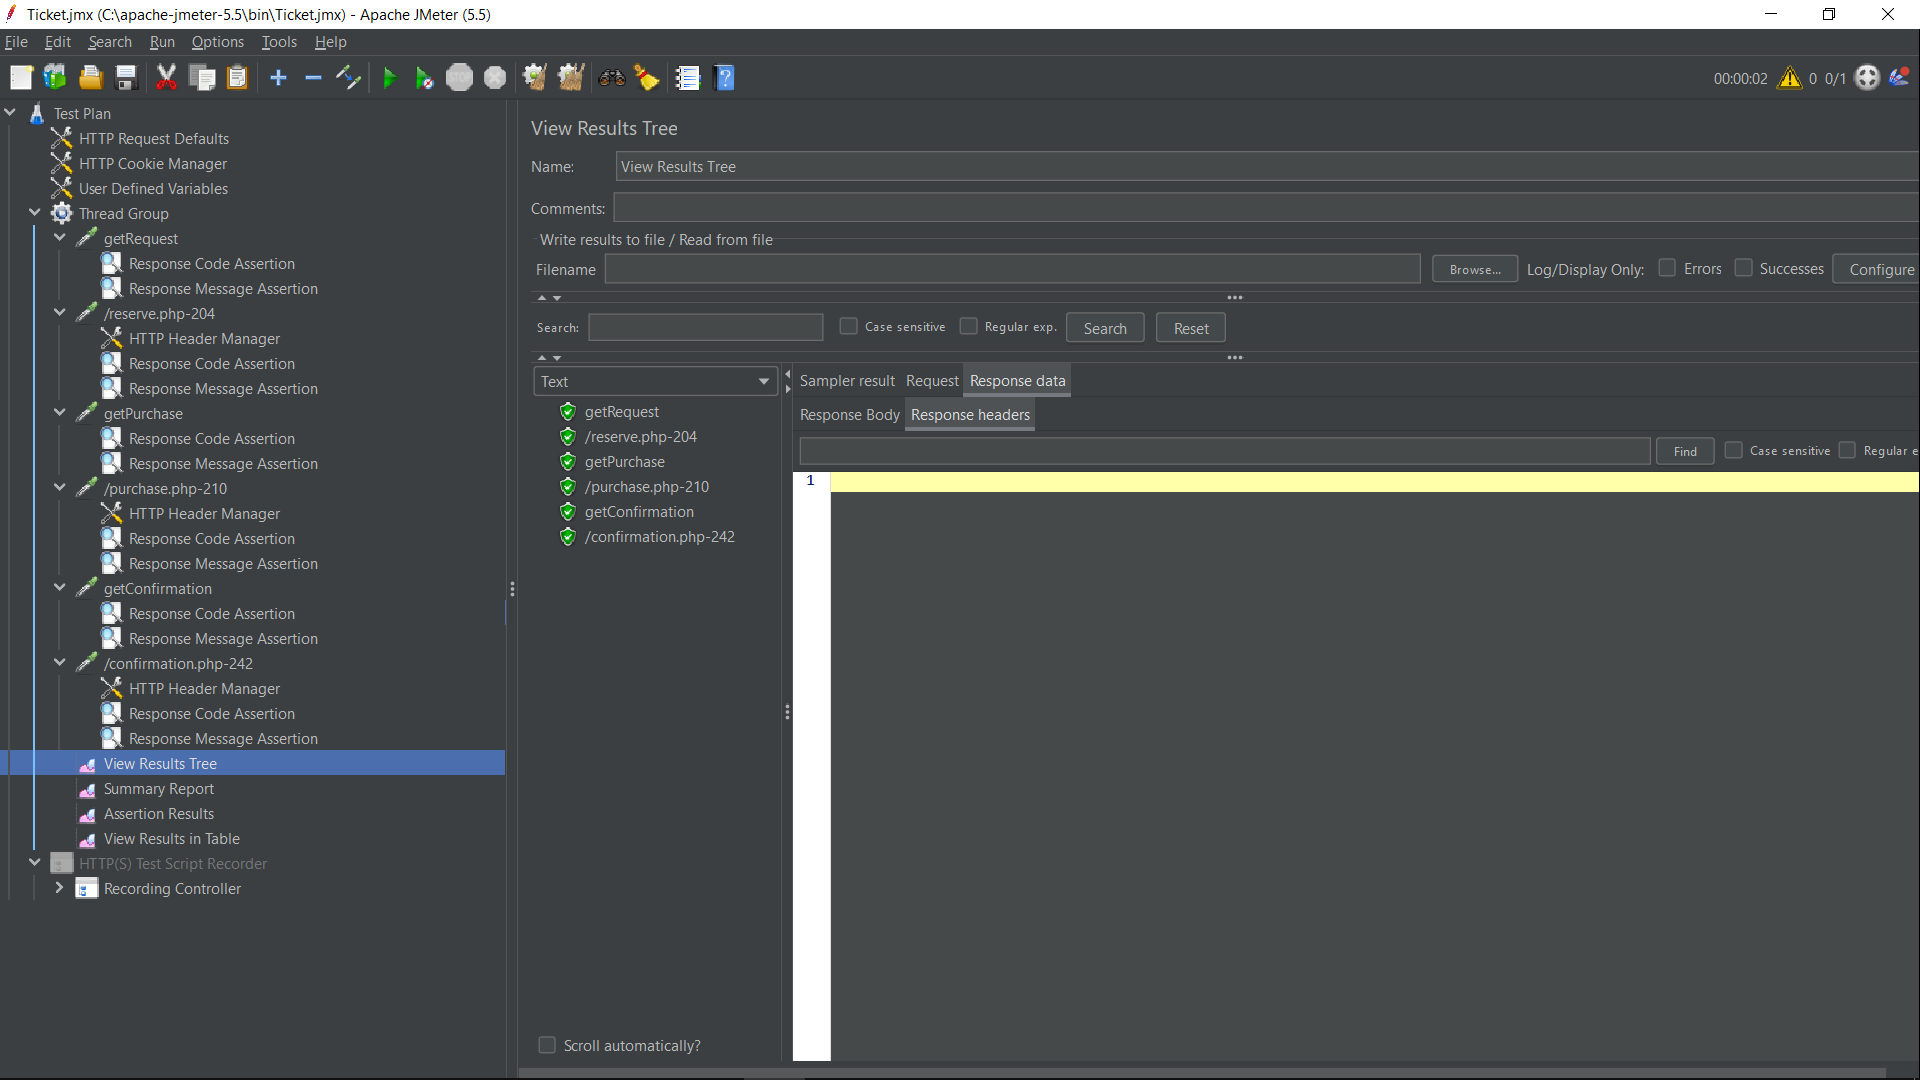 Ticket.jmx (C:\apache-jmeter-5.5\bin\Ticket.jmx) - Apache JMeter (5.5)
File Edit Search Run Options Tools Help
STOP
00:00:02 0 0/1
Test Plan
HTTP Request Defaults
HTTP Cookie Manager
User Defined Variables
Thread Group
getRequest
Response Code Assertion
Response Message Assertion
/reserve.php-204
HTTP Header Manager
Response Code Assertion
Response Message Assertion
getPurchase
Response Code Assertion
Response Message Assertion
/purchase.php-210
HTTP Header Manager
Response Code Assertion
Response Message Assertion
getConfirmation
Response Code Assertion
Response Message Assertion
/confirmation.php-242
HTTP Header Manager
Response Code Assertion
Response Message Assertion
View Results Tree
Summary Report
Assertion Results
View Results in Table
HTTP(S) Test Script Recorder
Recording Controller
View Results Tree
Name: View Results Tree
Comments:
Write results to file / Read from file
Filename Browse... Log/Display Only: Errors Successes Configure
Search: Case sensitive Regular exp. Search Reset
Text
getRequest
/reserve.php-204
getPurchase
/purchase.php-210
getConfirmation
/confirmation.php-242
Scroll automatically?
Sampler result Request Response data
Response Body Response headers
Find Case sensitive Regular e
1